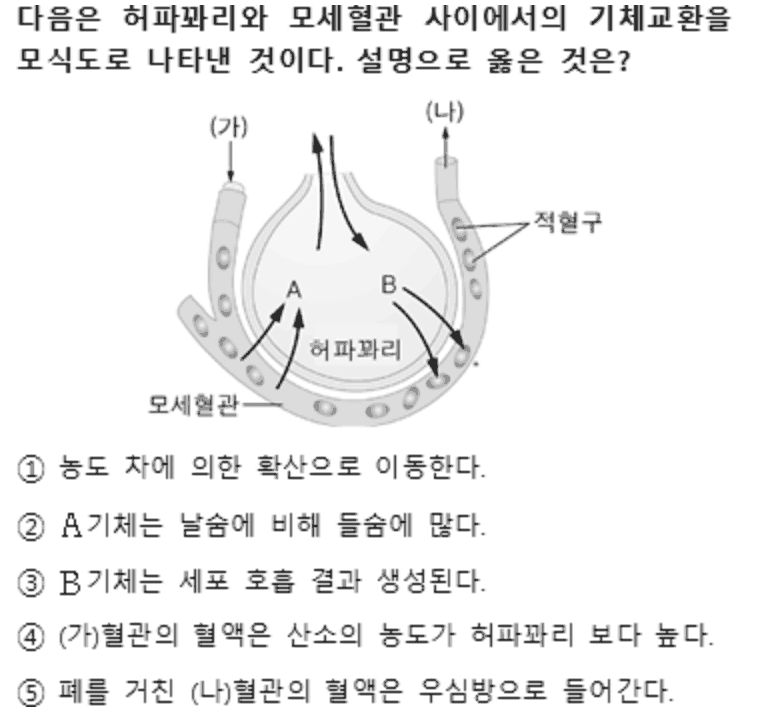 다음은 허파꽈리와 모세혈관 사이에서의 기체교환을
모식도로 나타낸 것이다. 설명으로 옳은 것은?
(가)
(나)
적혈구
A
B
허파꽈리
모세혈관
① 농도 차에 의한 확산으로 이동한다.
② A기체는 날숨에 비해 들숨에 많다.
③ B기체는 세포 호흡 결과 생성된다.
④ (가)혈관의 혈액은 산소의 농도가 허파꽈리 보다 높다.
⑤ 폐를 거친 (나)혈관의 혈액은 우심방으로 들어간다.